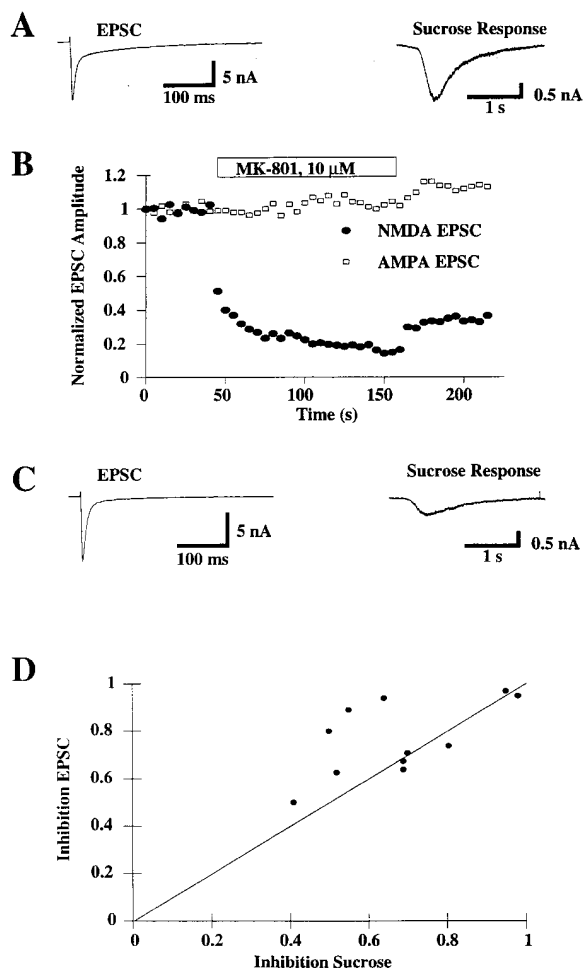 A
EPSC
5 nA
100 ms
Sucrose Response
0.5 nA
1 s
B
MK-801, 10 µM
Normalized EPSC Amplitude
1.2
1
0.8
0.6
0.4
0.2
0
NMDA EPSC
AMPA EPSC
0 50 100 150 200
Time (s)
C
EPSC
5 nA
100 ms
Sucrose Response
0.5 nA
1 s
D
Inhibition EPSC
1
0.8
0.6
0.4
0.2
0
0 0.2 0.4 0.6 0.8 1
Inhibition Sucrose